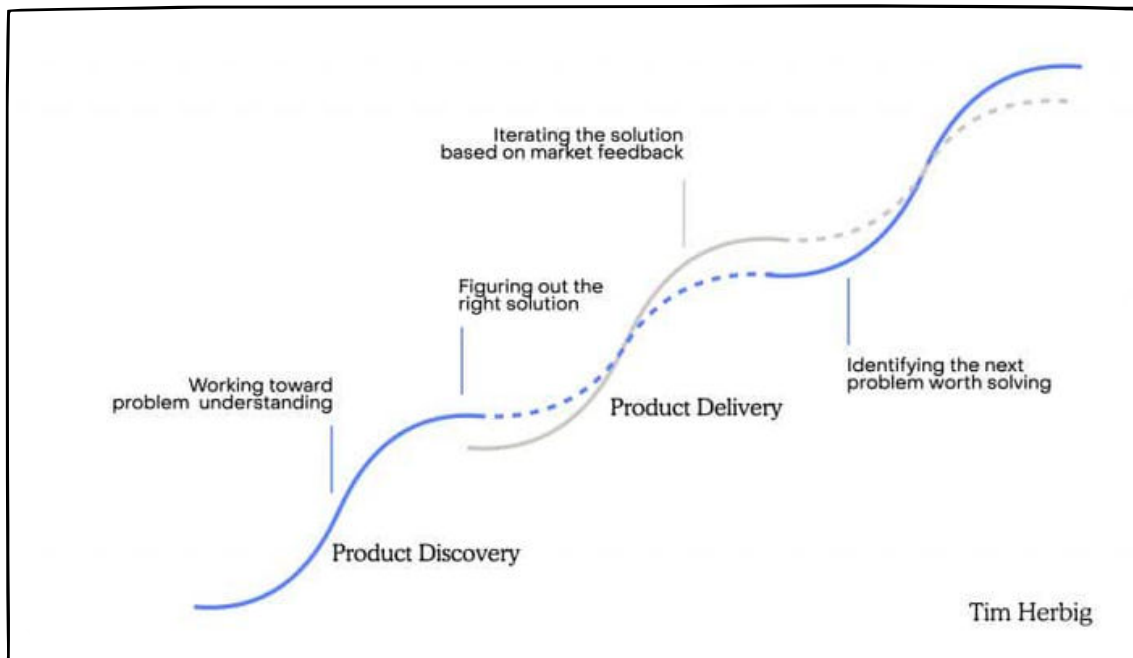 Iterating the solution
based on market feedback
Figuring out the
right solution
Identifying the next
problem worth solving
Working toward
problem understanding
Product Delivery
Product Discovery
Tim Herbig